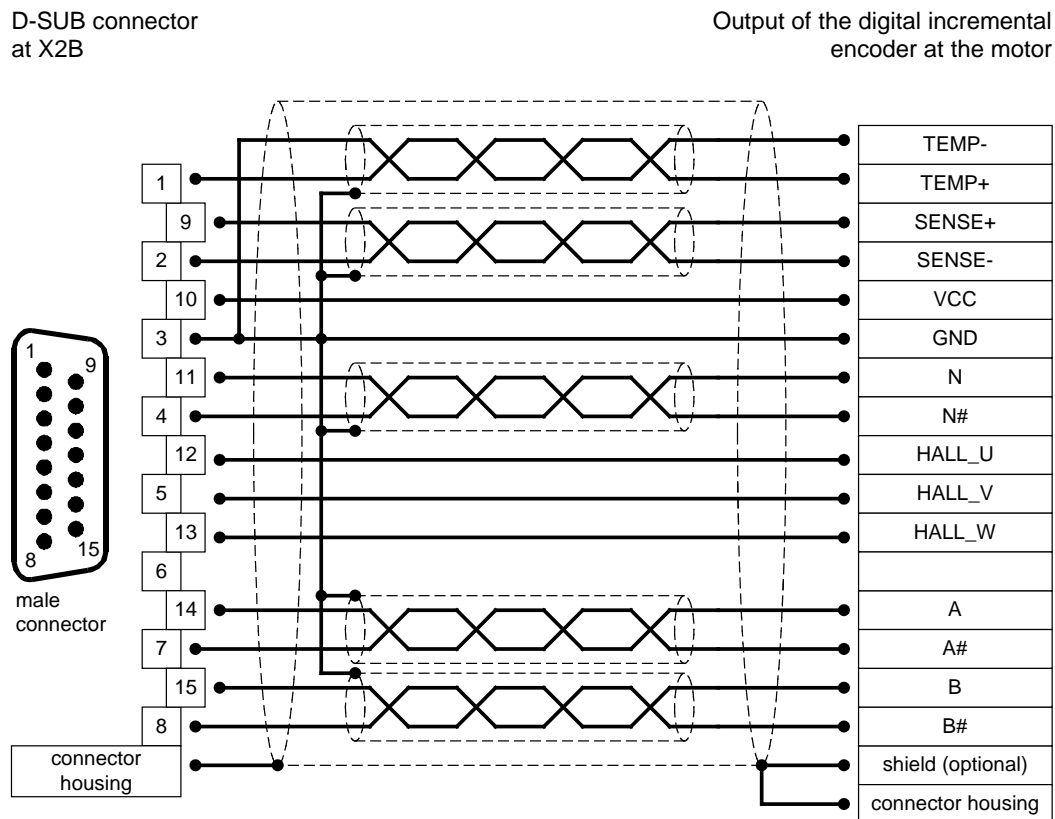 D-SUB connector
at X2B
Output of the digital incremental
encoder at the motor
TEMP-
1
TEMP+
9
SENSE+
2
SENSE-
10
VCC
3
GND
11
N
4
N#
12
HALL_U
5
HALL_V
13
HALL_W
6
14
A
7
A#
15
B
8
B#
connector
housing
shield (optional)
connector housing
1
9
8
15
male
connector